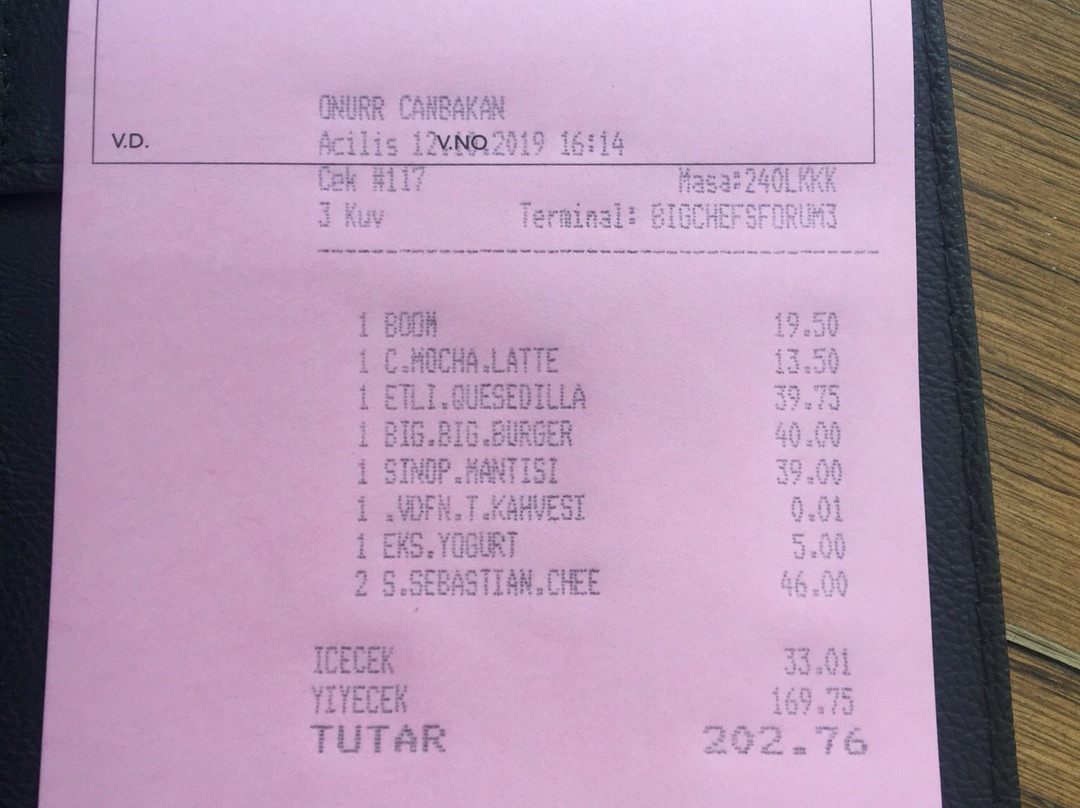 ONURR CANBAKAN
V.D. V.NO
Acilis 12.10.2019 16:14
Cek #117 Masa:240LKKK
3 Kuv Terminal: BIGCHEFSFORUM3
1 BOOM 19.50
1 C.MOCHA.LATTE 13.50
1 ETLI.QUESEDILLA 39.75
1 BIG.BIG.BURGER 40.00
1 SINOP.MANTISI 39.00
1 .VDFN.T.KAHVESI 0.01
1 EKS.YOGURT 5.00
2 S.SEBASTIAN.CHEE 46.00
ICECEK 33.01
YIYECEK 169.75
TUTAR 202.76